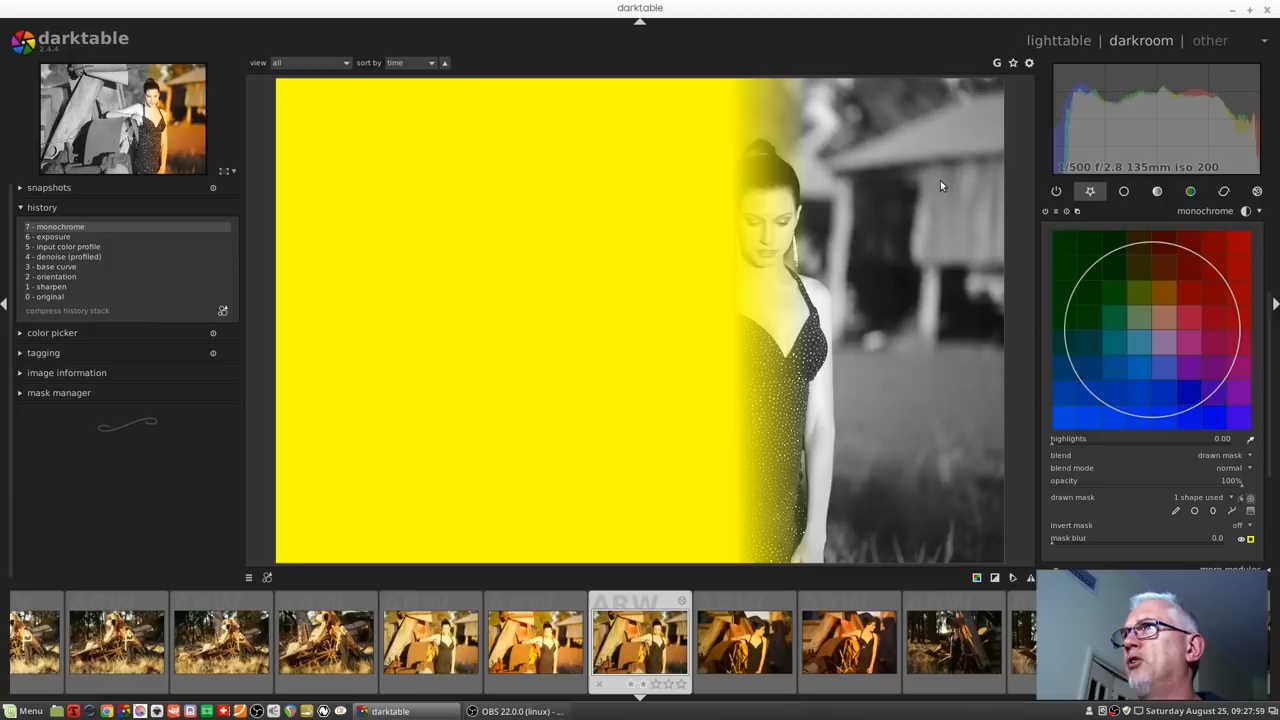 darktable
darktable
2.4.4
lighttable | darkroom | other
view all sort by time
G
snapshots
history
7 - monochrome
6 - exposure
5 - input color profile
4 - denoise (profiled)
3 - base curve
2 - orientation
1 - sharpen
0 - original
compress history stack
color picker
tagging
image information
mask manager
1/500 f/2.8 135mm iso 200
monochrome
highlights 0.00
blend drawn mask
blend mode normal
opacity 100%
drawn mask 1 shape used
invert mask off
mask blur 0.0
ARW
Menu
darktable
OBS 22.0.0 (linux) - ...
Saturday August 25, 09:27:59